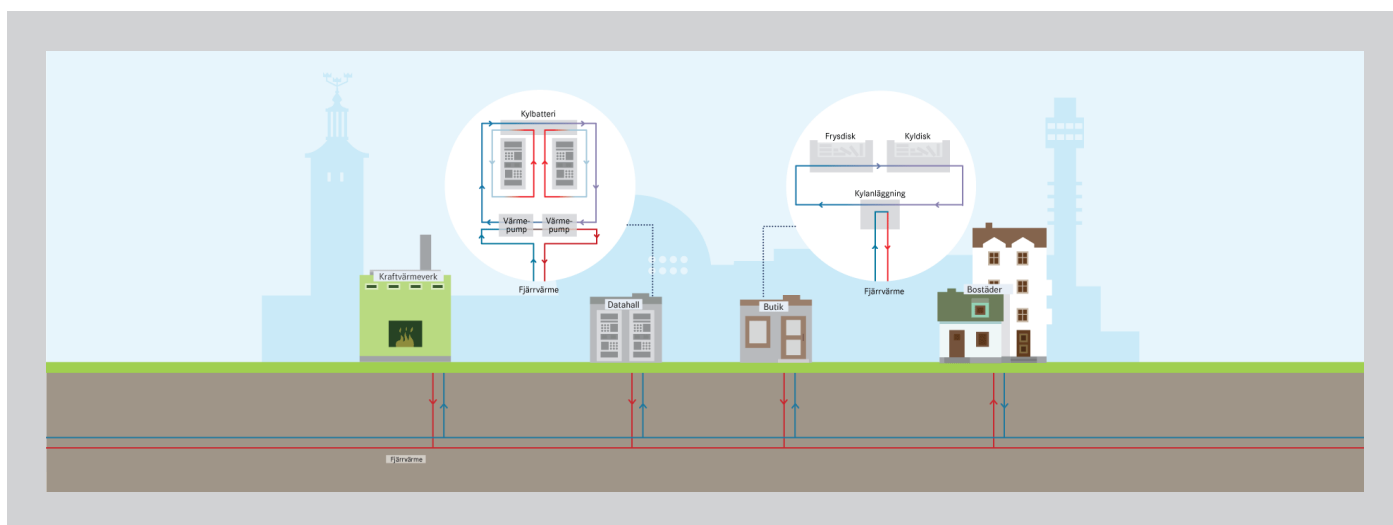 Kylbatteri
Värme-
pump
Värme-
pump
Fjärrvärme
Frysdisk
Kyldisk
Kylanläggning
Fjärrvärme
Kraftvärmeverk
Datahall
Butik
Bostäder
Fjärrvärme